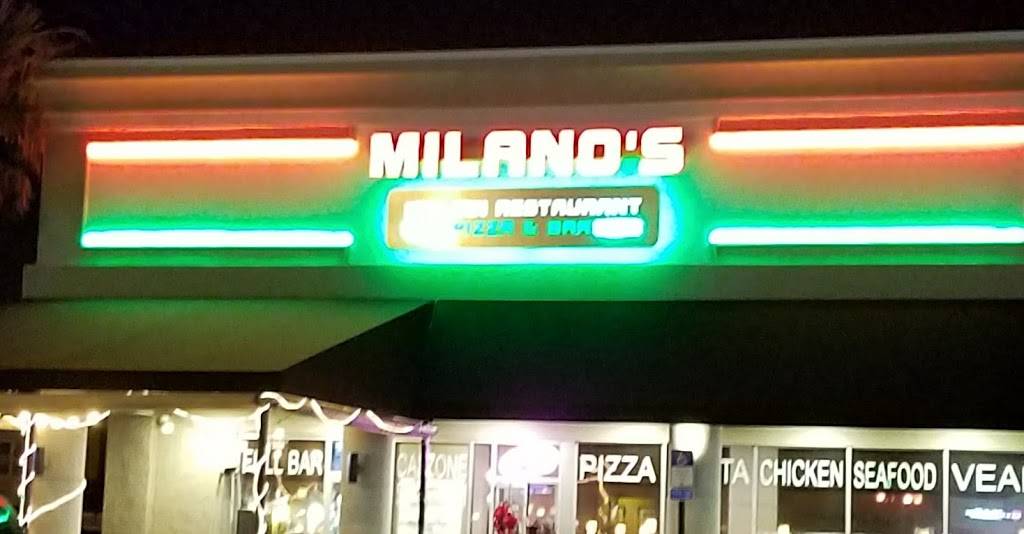 MILANO'S
RESTAURANT
PIZZA & BAR
BAR CALZONE PIZZA CHICKEN SEAFOOD